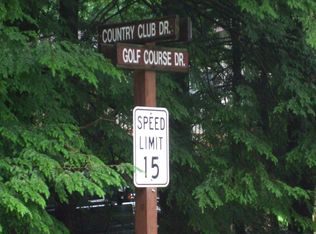 COUNTRY CLUB DR.
GOLF COURSE DR.
SPEED
LIMIT
15